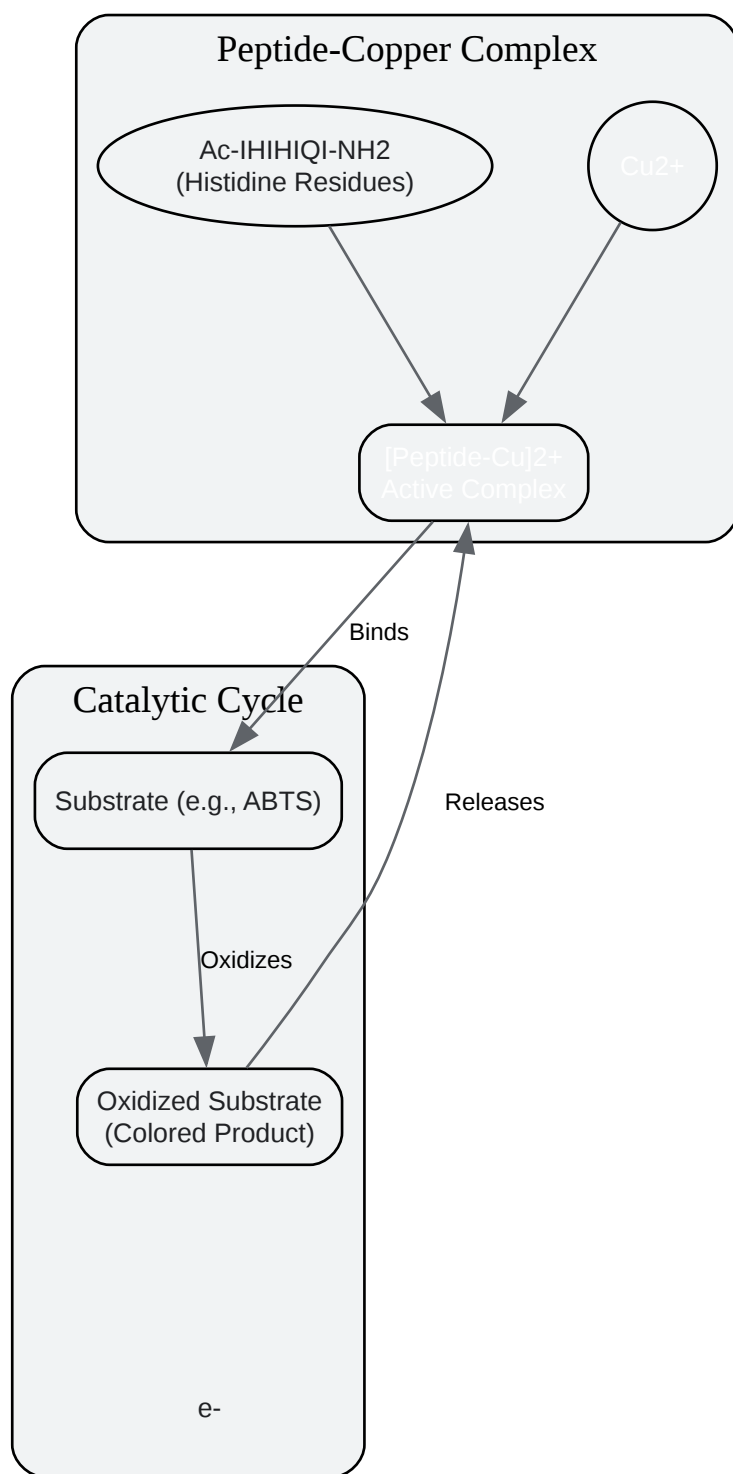 Peptide-Copper Complex
Ac-IHIHIQI-NH2
(Histidine Residues)
Cu2+
[Peptide-Cu]2+
Active Complex
Binds
Catalytic Cycle
Substrate (e.g., ABTS)
Releases
Oxidizes
Oxidized Substrate
(Colored Product)
e-